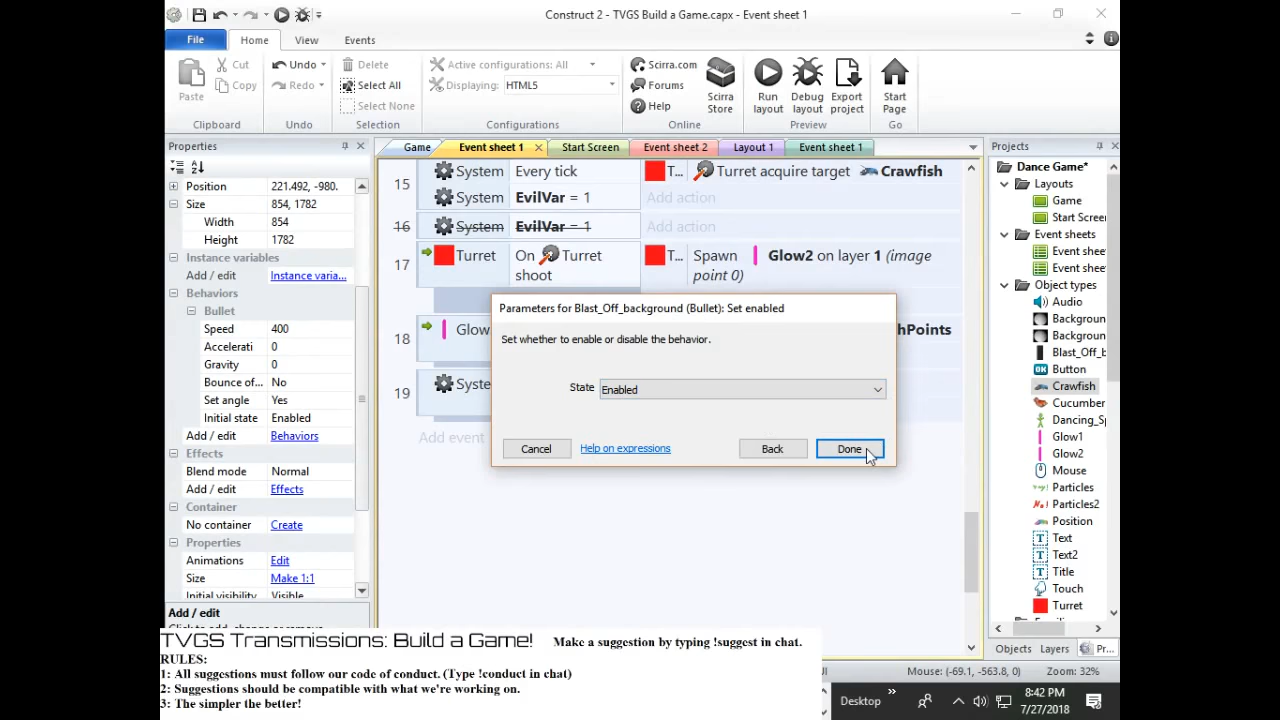 Construct 2 - TVGS Build a Game.capx - Event sheet 1
File Home View Events
Paste Cut Copy Clipboard
Undo Redo Undo
Delete Select All Select None Selection
Active configurations: All
Displaying: HTML5
Configurations
Scirra.com Forums Help Scirra Store Online
Run layout Debug layout Export project Preview
Start Page Go
Properties
Game Event sheet 1 Start Screen Event sheet 2 Layout 1 Event sheet 1
Projects
Position 221.492, -980.
Size 854, 1782
Width 854
Height 1782
Instance variables
Add / edit Instance varia...
Behaviors
Bullet
Speed 400
Accelerati 0
Gravity 0
Bounce of... No
Set angle Yes
Initial state Enabled
Add / edit Behaviors
Effects
Blend mode Normal
Add / edit Effects
Container
No container Create
Properties
Animations Edit
Size Make 1:1
Initial visibility Visible
Add / edit
15 System Every tick T... Turret acquire target Crawfish
System EvilVar = 1 Add action
16 System EvilVar = 1 Add action
17 Turret On Turret shoot T... Spawn Glow2 on layer 1 (image point 0)
18 Glow hPoints
19 Syste
Add event
Parameters for Blast_Off_background (Bullet): Set enabled
Set whether to enable or disable the behavior.
State Enabled
Cancel Help on expressions Back Done
Dance Game*
Layouts
Game
Start Screen
Event sheets
Event sheet
Event sheet
Object types
Audio
Backgroun
Backgroun
Blast_Off_b
Button
Crawfish
Cucumber
Dancing_Sp
Glow1
Glow2
Mouse
Particles
Particles2
Position
Text
Text2
Title
Touch
Turret
Objects Layers Pr...
Mouse: (-69.1, -563.8, 0) Zoom: 32%
TVGS Transmissions: Build a Game! Make a suggestion by typing !suggest in chat.
RULES:
1: All suggestions must follow our code of conduct. (Type !conduct in chat)
2: Suggestions should be compatible with what we're working on.
3: The simpler the better!
Desktop
8:42 PM
7/27/2018